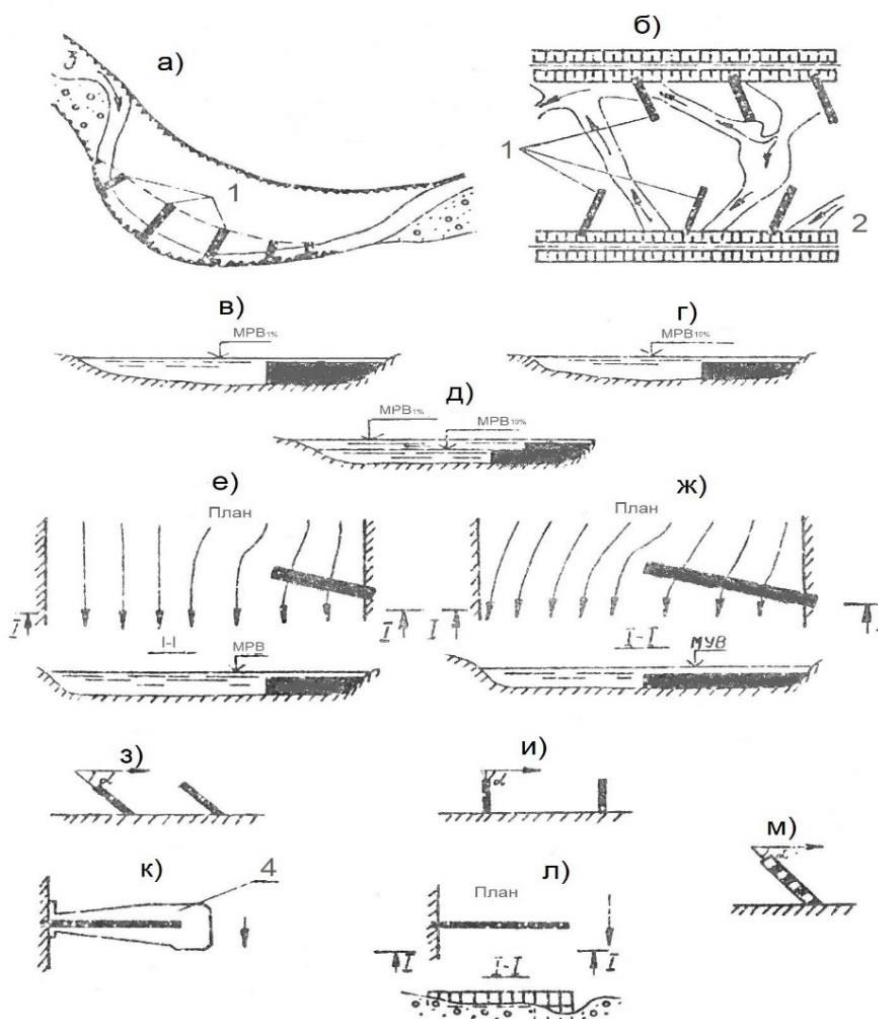 а)
б)
3
1
1
2
в)
г)
МРВ1%
МРВ10%
д)
МРВ1%
МРВ10%
е)
ж)
План
План
I
I
I
I-I
I-I
МРВ
МУВ
з)
и)
α
α
м)
α
к)
4
л)
План
I
I
I-I